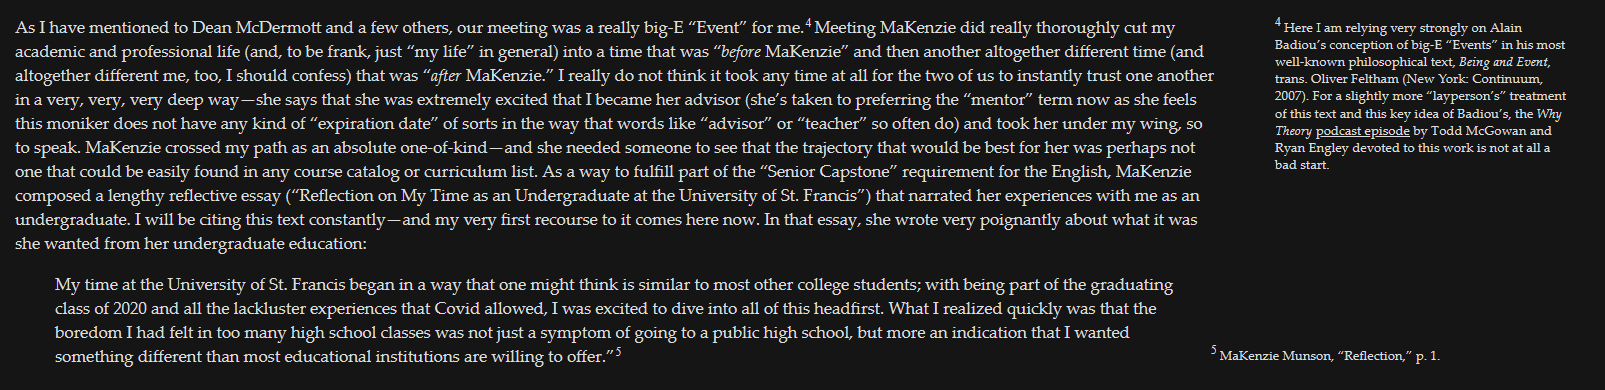 As I have mentioned to Dean McDermott and a few others, our meeting was a really big-E “Event” for me.4 Meeting MaKenzie did really thoroughly cut my
academic and professional life (and, to be frank, just “my life” in general) into a time that was “before MaKenzie” and then another altogether different time (and
altogether different me, too, I should confess) that was “after MaKenzie.” I really do not think it took any time at all for the two of us to instantly trust one another
in a very, very, very deep way—she says that she was extremely excited that I became her advisor (she’s taken to preferring the “mentor” term now as she feels
this moniker does not have any kind of “expiration date” of sorts in the way that words like “advisor” or “teacher” so often do) and took her under my wing, so
to speak. MaKenzie crossed my path as an absolute one-of-kind—and she needed someone to see that the trajectory that would be best for her was perhaps not
one that could be easily found in any course catalog or curriculum list. As a way to fulfill part of the “Senior Capstone” requirement for the English, MaKenzie
composed a lengthy reflective essay (“Reflection on My Time as an Undergraduate at the University of St. Francis”) that narrated her experiences with me as an
undergraduate. I will be citing this text constantly—and my very first recourse to it comes here now. In that essay, she wrote very poignantly about what it was
she wanted from her undergraduate education:
My time at the University of St. Francis began in a way that one might think is similar to most other college students; with being part of the graduating
class of 2020 and all the lackluster experiences that Covid allowed, I was excited to dive into all of this headfirst. What I realized quickly was that the
boredom I had felt in too many high school classes was not just a symptom of going to a public high school, but more an indication that I wanted
something different than most educational institutions are willing to offer.”5
4 Here I am relying very strongly on Alain
Badiou’s conception of big-E “Events” in his most
well-known philosophical text, Being and Event,
trans. Oliver Feltham (New York: Continuum,
2007). For a slightly more “layperson’s” treatment
of this text and this key idea of Badiou’s, the Why
Theory podcast episode by Todd McGowan and
Ryan Engley devoted to this work is not at all a
bad start.
5 MaKenzie Munson, “Reflection,” p. 1.